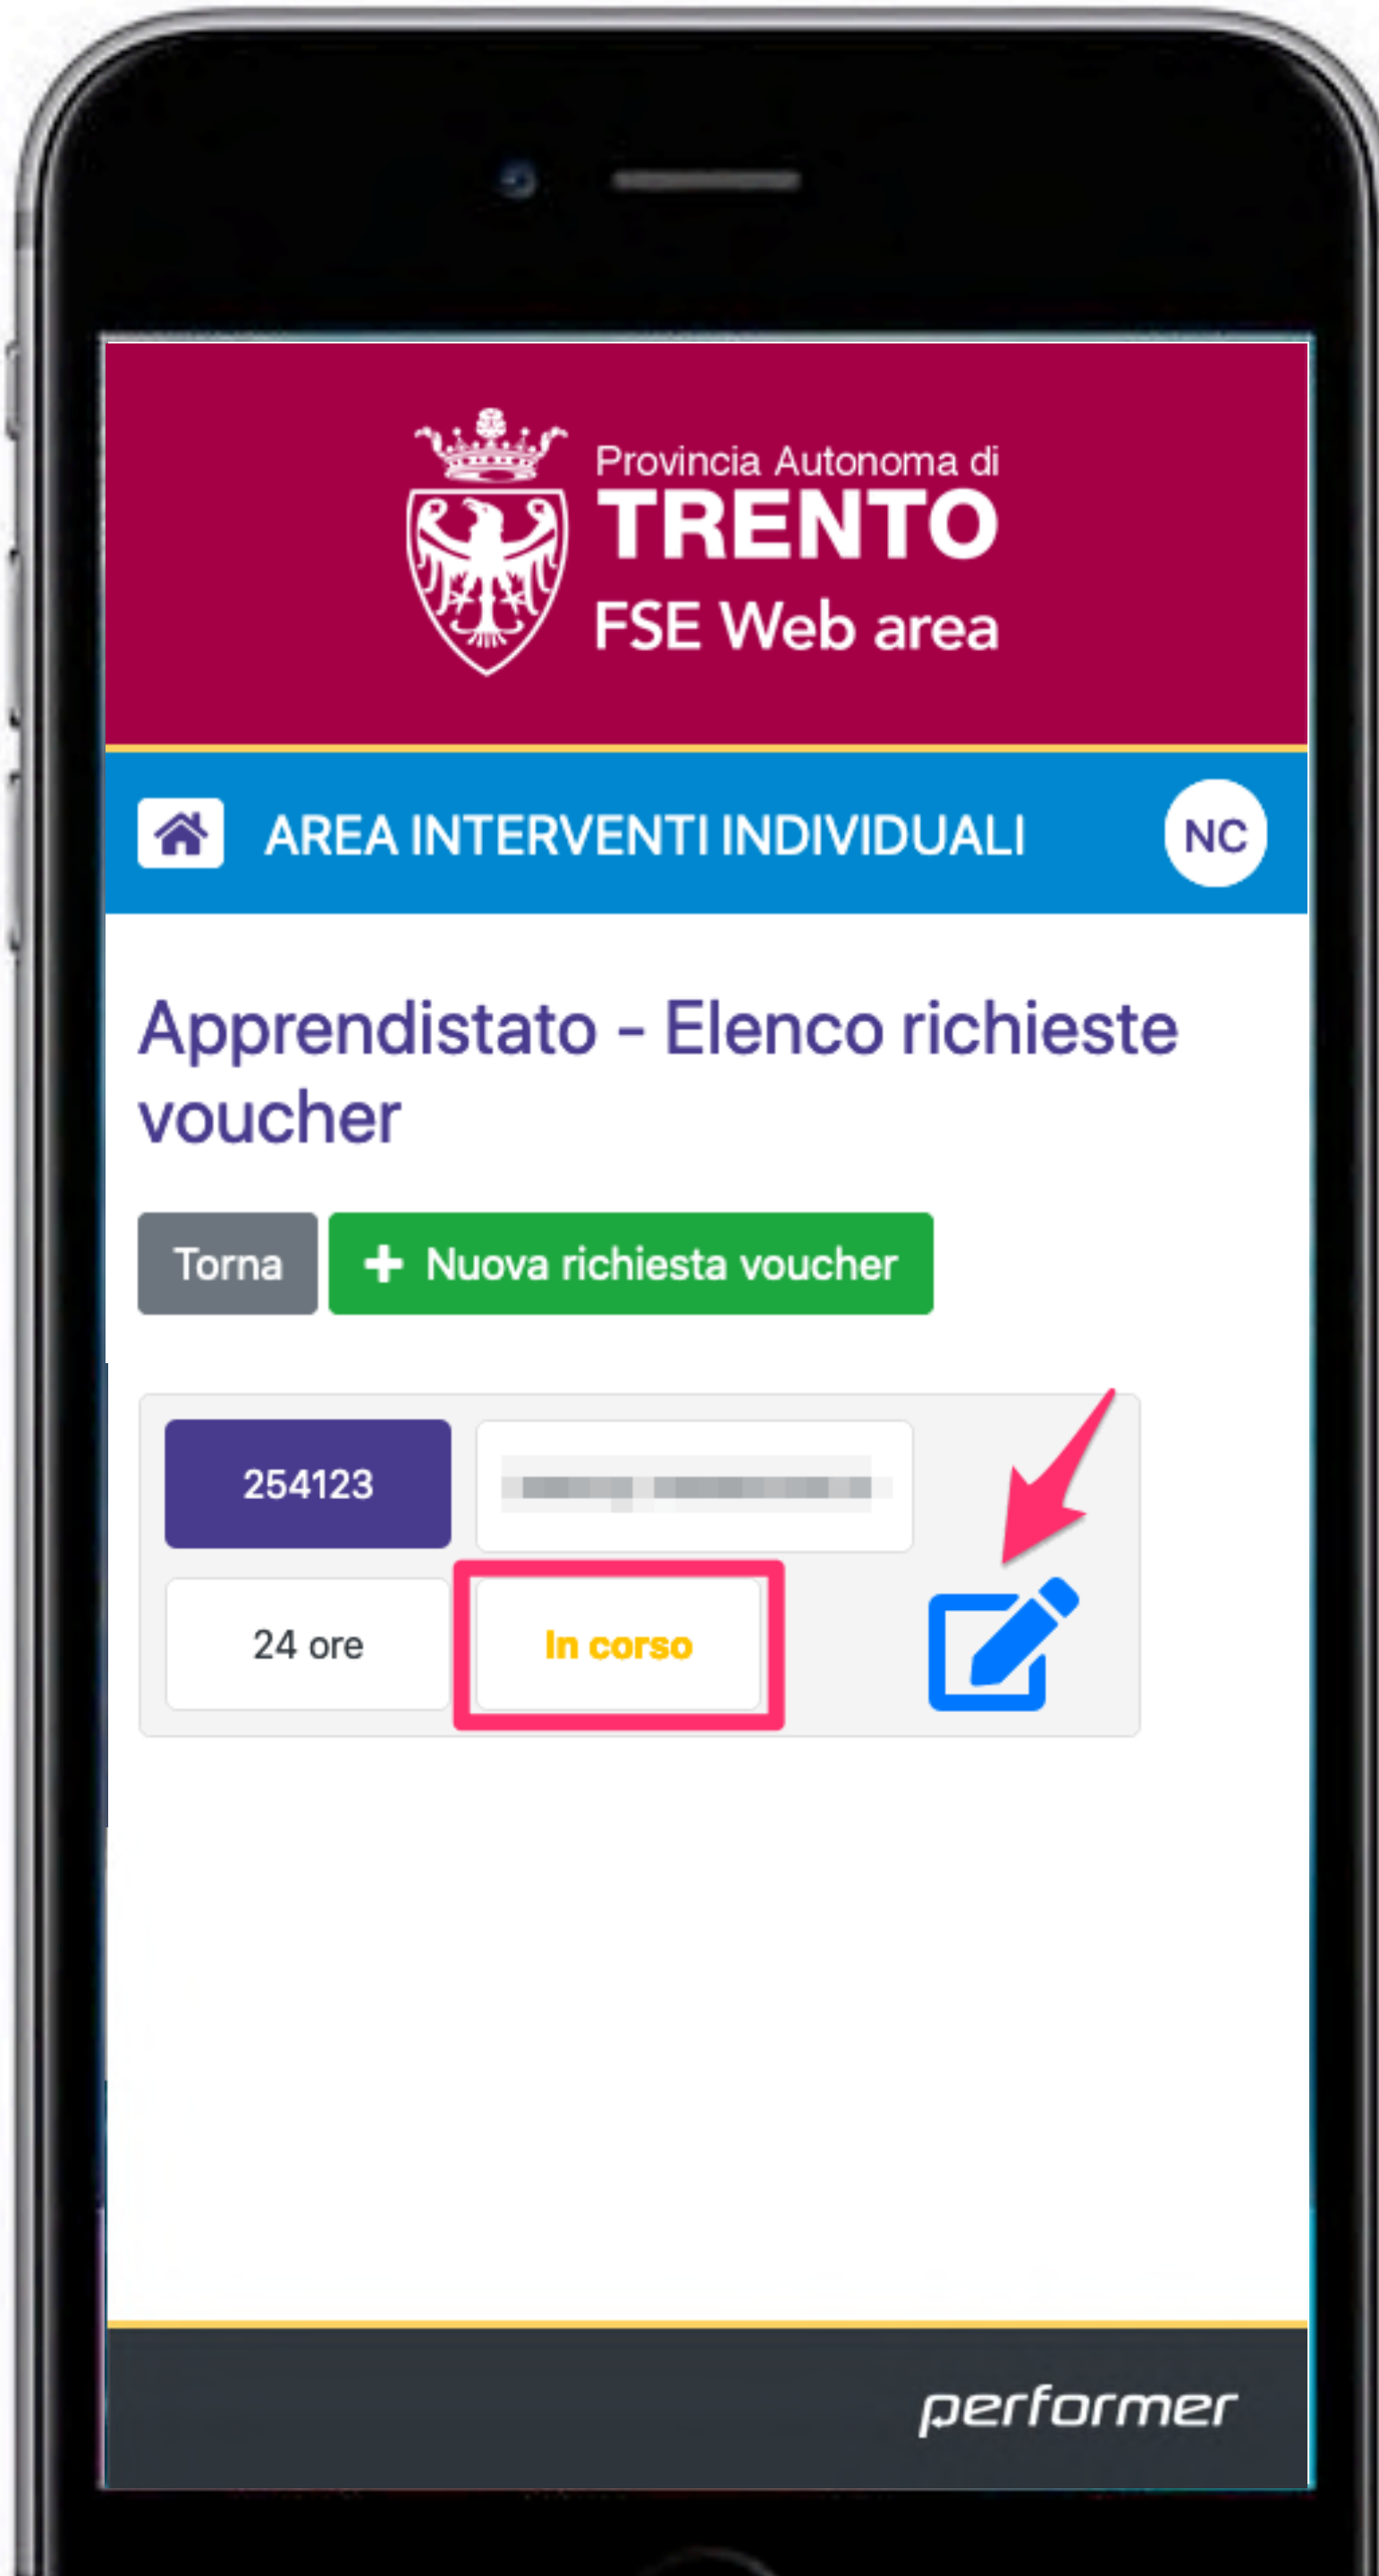 Provincia Autonoma di
TRENTO
FSE Web area
AREA INTERVENTI INDIVIDUALI NC
Apprendistato - Elenco richieste
voucher
Torna + Nuova richiesta voucher
254123
24 ore In corso
performer